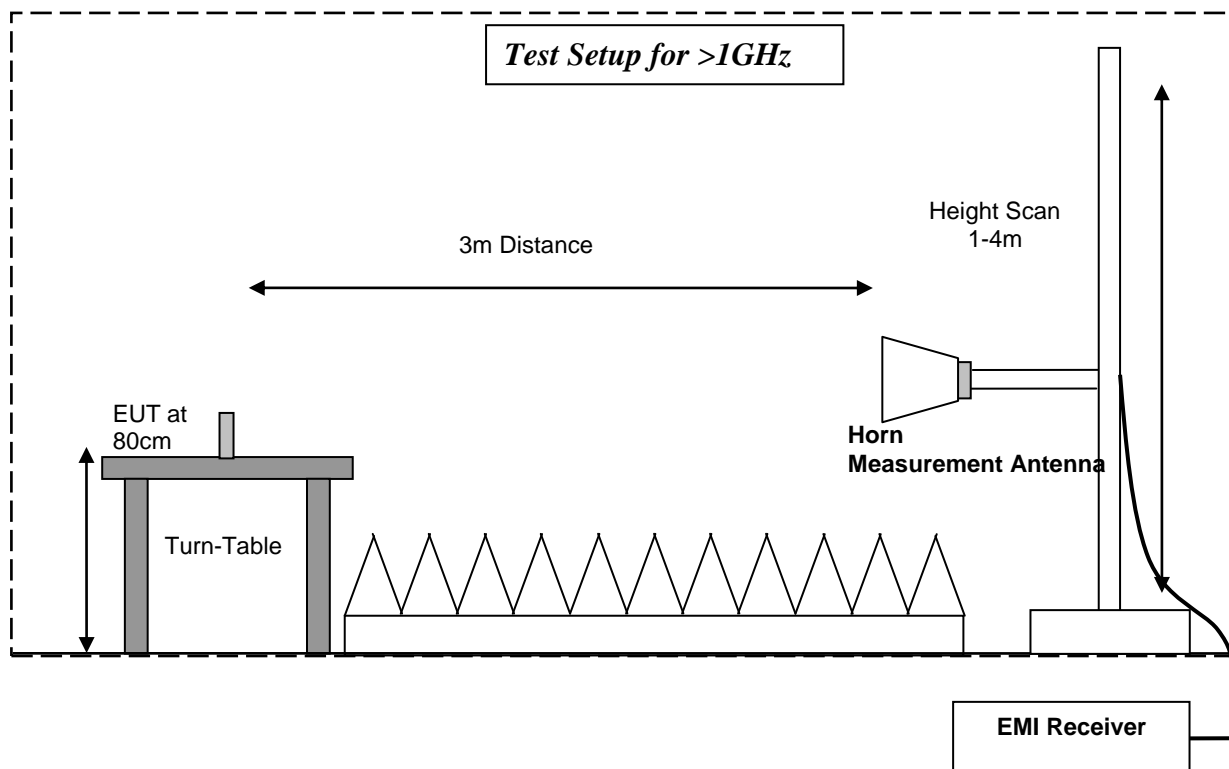 Test Setup for >1GHz
Height Scan
1-4m
3m Distance
EUT at
80cm
Horn
Measurement Antenna
Turn-Table
EMI Receiver